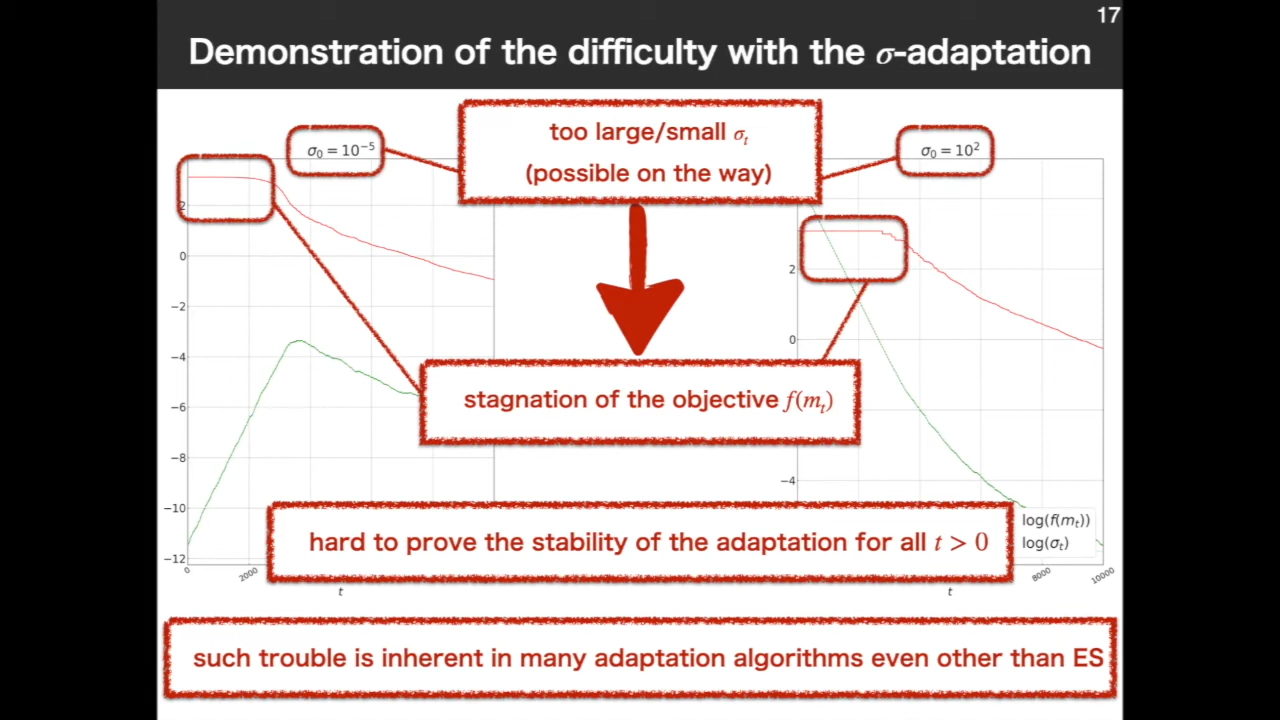 17
Demonstration of the difficulty with the σ-adaptation
too large/small σₜ
(possible on the way)
σ₀ = 10⁻⁵
σ₀ = 10²
2
0
−2
−4
−6
−8
−10
−12
0
2000
t
2
0
−4
stagnation of the objective f(mₜ)
hard to prove the stability of the adaptation for all t > 0
log(f(mₜ))
log(σₜ)
8000
10000
t
such trouble is inherent in many adaptation algorithms even other than ES